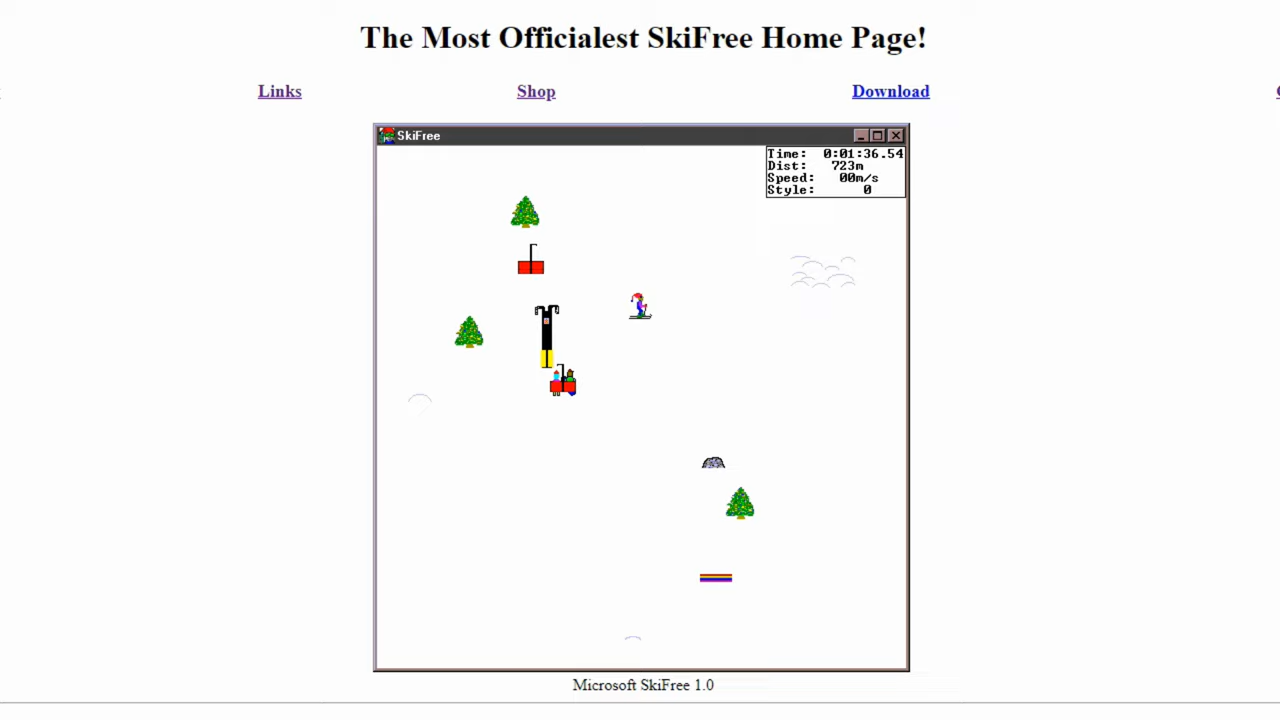 The Most Officialest SkiFree Home Page!
Links Shop Download
SkiFree
Time: 0:01:36.54
Dist: 723m
Speed: 00m/s
Style: 0
Microsoft SkiFree 1.0